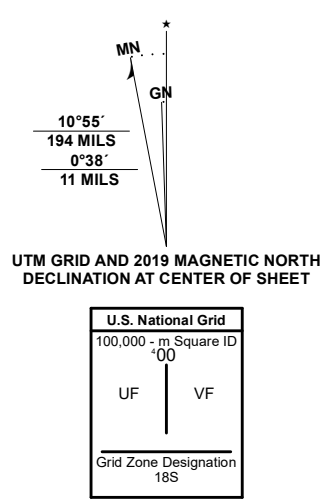 ★
MN
GN
10°55´
194 MILS
0°38´
11 MILS
UTM GRID AND 2019 MAGNETIC NORTH
DECLINATION AT CENTER OF SHEET
U.S. National Grid
100,000 - m Square ID
⁴00
UF VF
Grid Zone Designation
18S